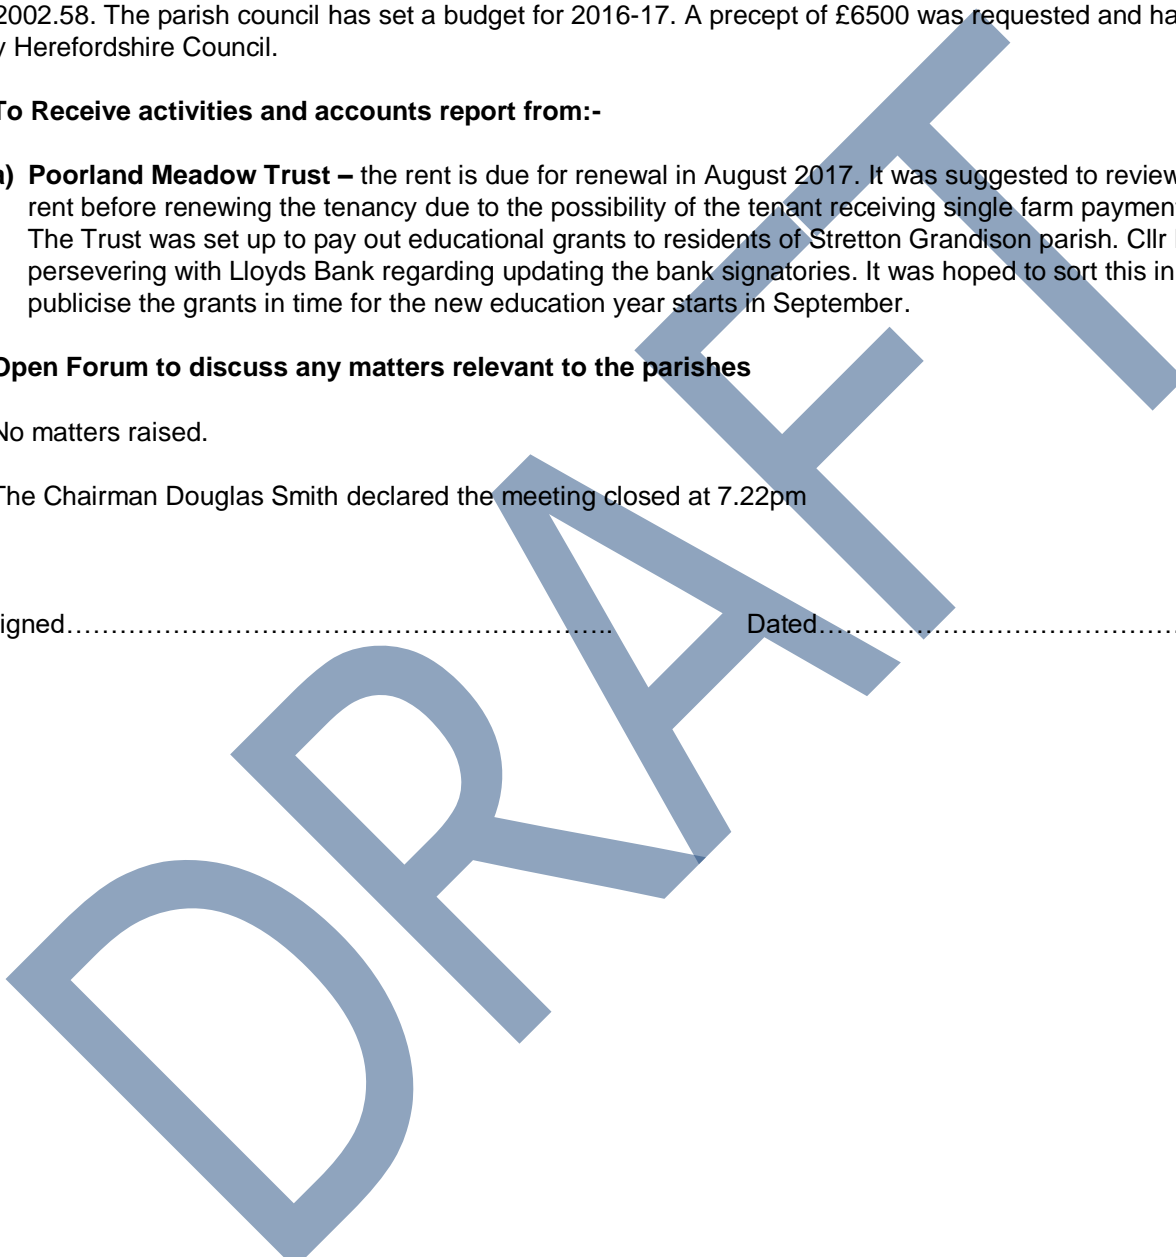 2002.58. The parish council has set a budget for 2016-17. A precept of £6500 was requested and ha
y Herefordshire Council.
To Receive activities and accounts report from:-
a) Poorland Meadow Trust – the rent is due for renewal in August 2017. It was suggested to review
rent before renewing the tenancy due to the possibility of the tenant receiving single farm payment
The Trust was set up to pay out educational grants to residents of Stretton Grandison parish. Cllr
persevering with Lloyds Bank regarding updating the bank signatories. It was hoped to sort this in
publicise the grants in time for the new education year starts in September.
Open Forum to discuss any matters relevant to the parishes
No matters raised.
The Chairman Douglas Smith declared the meeting closed at 7.22pm
igned…………………………………………………….. Dated………………………………….
DRAFT